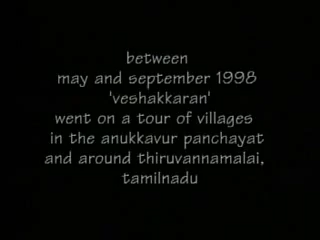 between
may and september 1998
'veshakkaran'
went on a tour of villages
in the anukkavur panchayat
and around thiruvannamalai,
tamilnadu